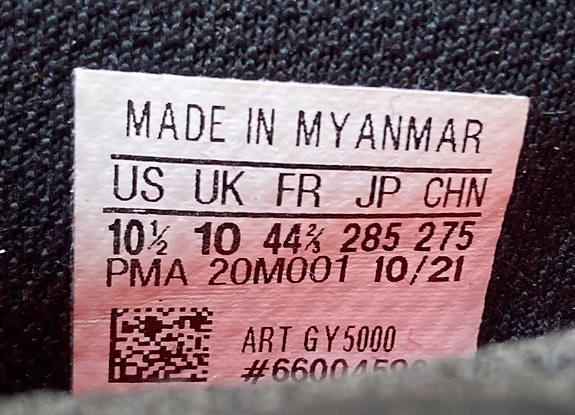 MADE IN MYANMAR
US UK FR JP CHN
10½ 10 44⅔ 285 275
PMA 20M001 10/21
ART GY5000